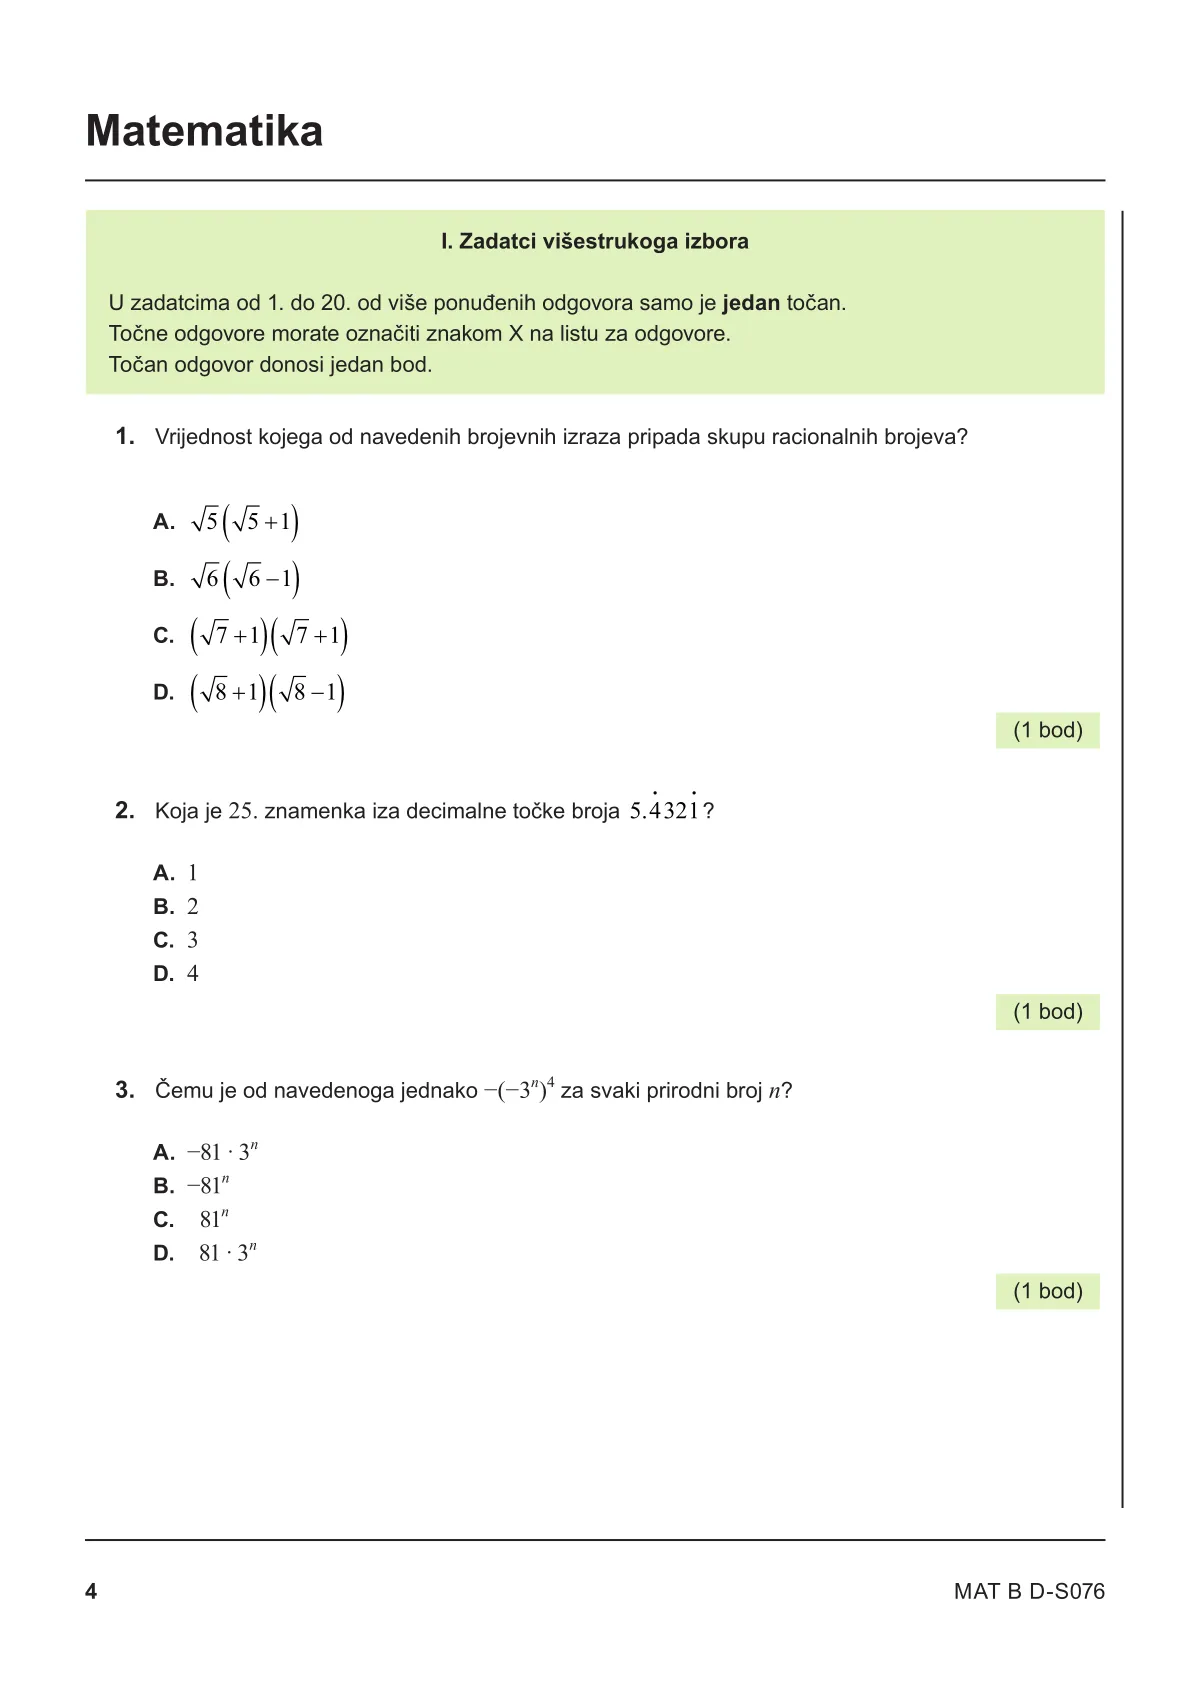 Matematika
I. Zadatci višestrukoga izbora
U zadatcima od 1. do 20. od više ponuđenih odgovora samo je jedan točan.
Točne odgovore morate označiti znakom X na listu za odgovore.
Točan odgovor donosi jedan bod.
1. Vrijednost kojega od navedenih brojevnih izraza pripada skupu racionalnih brojeva?
A. √5(√5+1)
B. √6(√6−1)
C. (√7+1)(√7+1)
D. (√8+1)(√8−1)
(1 bod)
2. Koja je 25. znamenka iza decimalne točke broja 5.4̇321̇?
A. 1
B. 2
C. 3
D. 4
(1 bod)
3. Čemu je od navedenoga jednako −(−3ⁿ)⁴ za svaki prirodni broj n?
A. −81 · 3ⁿ
B. −81ⁿ
C. 81ⁿ
D. 81 · 3ⁿ
(1 bod)
4 MAT B D-S076